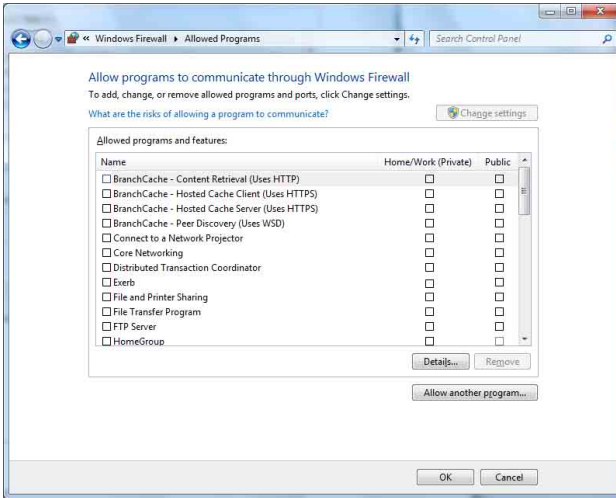 « Windows Firewall ▸ Allowed Programs
Search Control Panel
Allow programs to communicate through Windows Firewall
To add, change, or remove allowed programs and ports, click Change settings.
What are the risks of allowing a program to communicate?
Change settings
Allowed programs and features:
Name Home/Work (Private) Public
BranchCache - Content Retrieval (Uses HTTP)
BranchCache - Hosted Cache Client (Uses HTTPS)
BranchCache - Hosted Cache Server (Uses HTTPS)
BranchCache - Peer Discovery (Uses WSD)
Connect to a Network Projector
Core Networking
Distributed Transaction Coordinator
Exerb
File and Printer Sharing
File Transfer Program
FTP Server
HomeGroup
Details... Remove
Allow another program...
OK Cancel